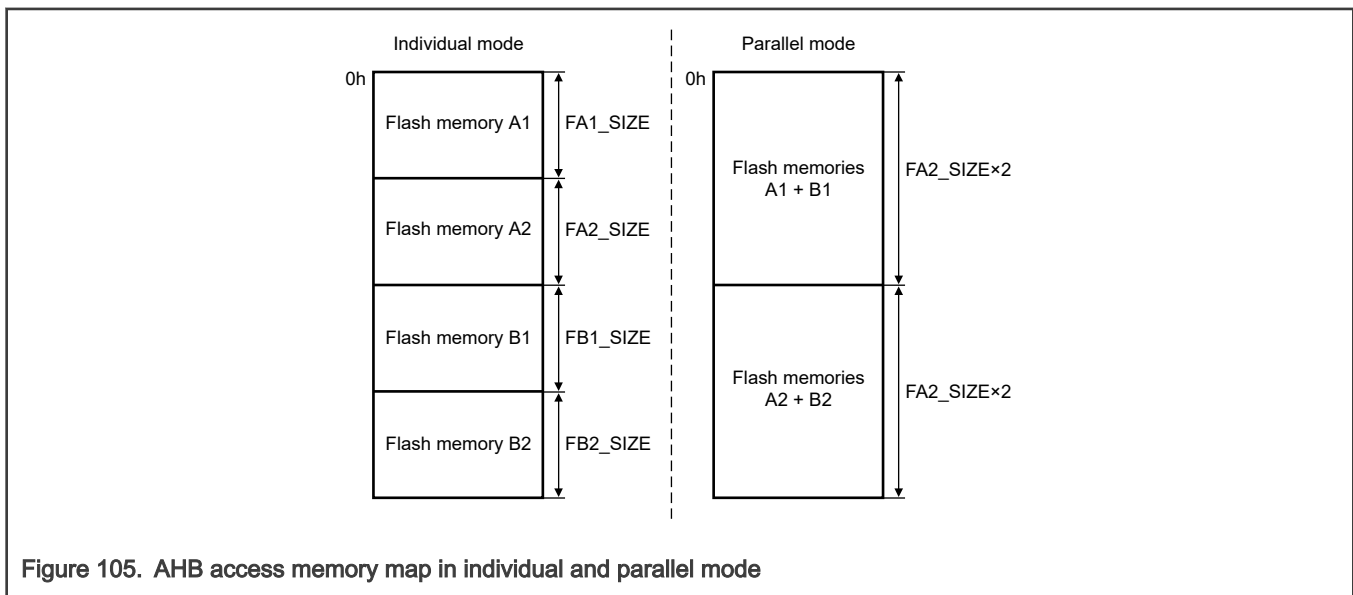 Individual mode
0h
Flash memory A1
FA1_SIZE
Flash memory A2
FA2_SIZE
Flash memory B1
FB1_SIZE
Flash memory B2
FB2_SIZE
Parallel mode
0h
Flash memories
A1 + B1
FA2_SIZE×2
Flash memories
A2 + B2
FA2_SIZE×2
Figure 105. AHB access memory map in individual and parallel mode